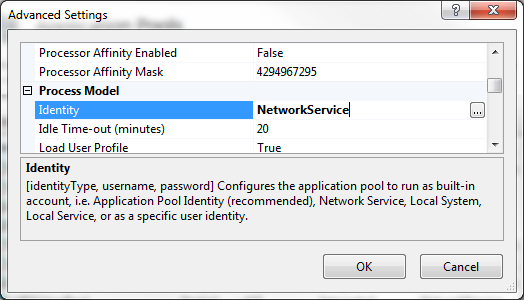 Advanced Settings
Processor Affinity Enabled False
Processor Affinity Mask 4294967295
Process Model
Identity NetworkService ...
Idle Time-out (minutes) 20
Load User Profile True
Identity
[identityType, username, password] Configures the application pool to run as built-in
account, i.e. Application Pool Identity (recommended), Network Service, Local System,
Local Service, or as a specific user identity.
OK Cancel